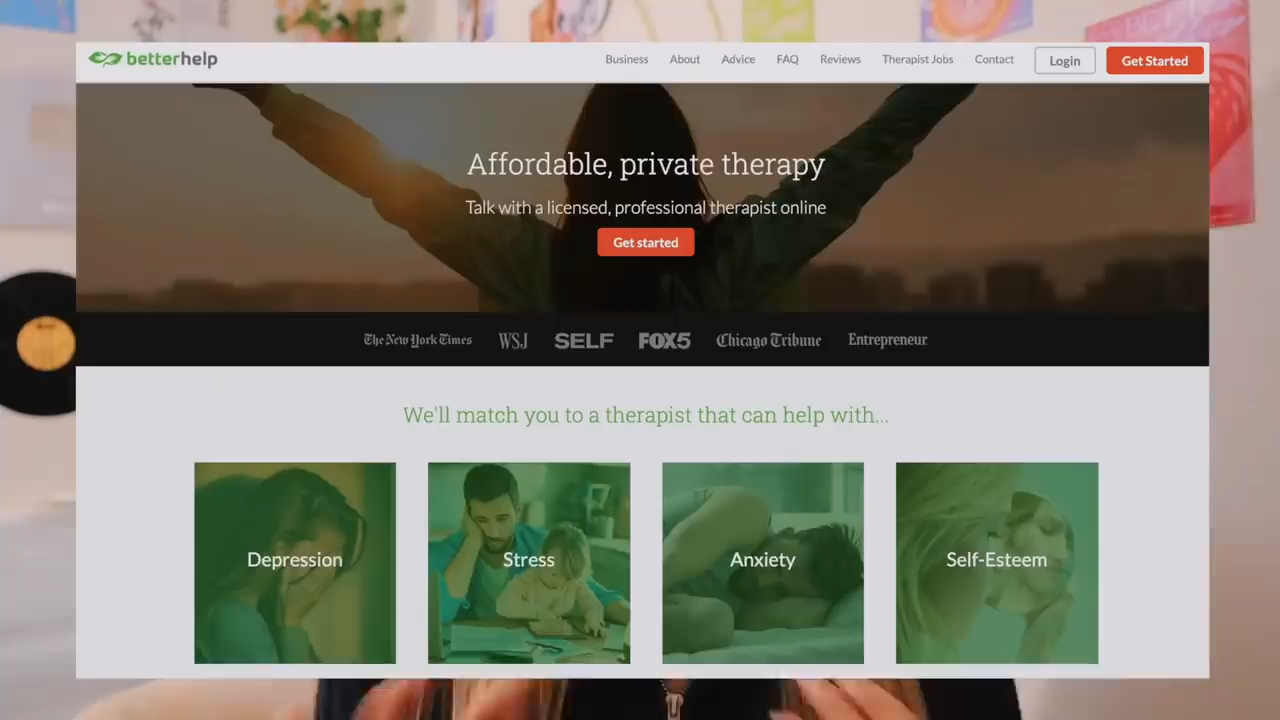 betterhelp
Business About Advice FAQ Reviews Therapist Jobs Contact Login Get Started
Affordable, private therapy
Talk with a licensed, professional therapist online
Get started
The New York Times WSJ SELF FOX5 Chicago Tribune Entrepreneur
We'll match you to a therapist that can help with...
Depression Stress Anxiety Self-Esteem